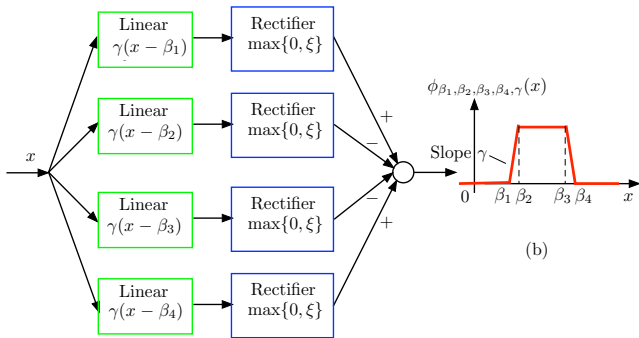 x
Linear
γ(x − β₁)
Rectifier
max{0, ξ}
+
Linear
γ(x − β₂)
Rectifier
max{0, ξ}
−
Linear
γ(x − β₃)
Rectifier
max{0, ξ}
−
Linear
γ(x − β₄)
Rectifier
max{0, ξ}
+
ϕβ₁,β₂,β₃,β₄,γ(x)
Slope γ
0
β₁ β₂ β₃ β₄ x
(b)